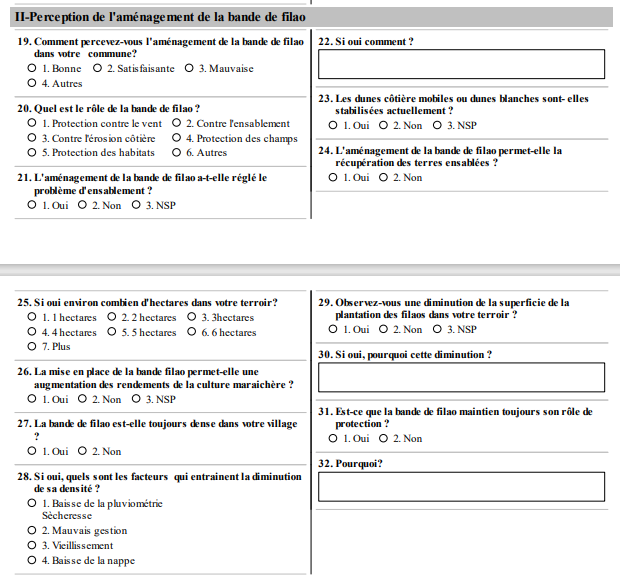 II-Perception de l'aménagement de la bande de filao
19. Comment percevez-vous l'aménagement de la bande de filao
dans votre commune?
1. Bonne 2. Satisfaisante 3. Mauvaise
4. Autres
20. Quel est le rôle de la bande de filao ?
1. Protection contre le vent 2. Contre l'ensablement
3. Contre l'érosion côtière 4. Protection des champs
5. Protection des habitats 6. Autres
21. L'aménagement de la bande de filao a-t-elle réglé le
problème d'ensablement ?
1. Oui 2. Non 3. NSP
22. Si oui comment ?
23. Les dunes côtière mobiles ou dunes blanches sont- elles
stabilisées actuellement ?
1. Oui 2. Non 3. NSP
24. L'aménagement de la bande de filao permet-elle la
récupération des terres ensablées ?
1. Oui 2. Non
25. Si oui environ combien d'hectares dans votre terroir?
1. 1 hectares 2. 2 hectares 3. 3hectares
4. 4 hectares 5. 5 hectares 6. 6 hectares
7. Plus
26. La mise en place de la bande filao permet-elle une
augmentation des rendements de la culture maraichère ?
1. Oui 2. Non 3. NSP
27. La bande de filao est-elle toujours dense dans votre village
?
1. Oui 2. Non
28. Si oui, quels sont les facteurs qui entrainent la diminution
de sa densité ?
1. Baisse de la pluviométrie
Sècheresse
2. Mauvais gestion
3. Vieillissement
4. Baisse de la nappe
29. Observez-vous une diminution de la superficie de la
plantation des filaos dans votre terroir ?
1. Oui 2. Non 3. NSP
30. Si oui, pourquoi cette diminution ?
31. Est-ce que la bande de filao maintien toujours son rôle de
protection ?
1. Oui 2. Non
32. Pourquoi?